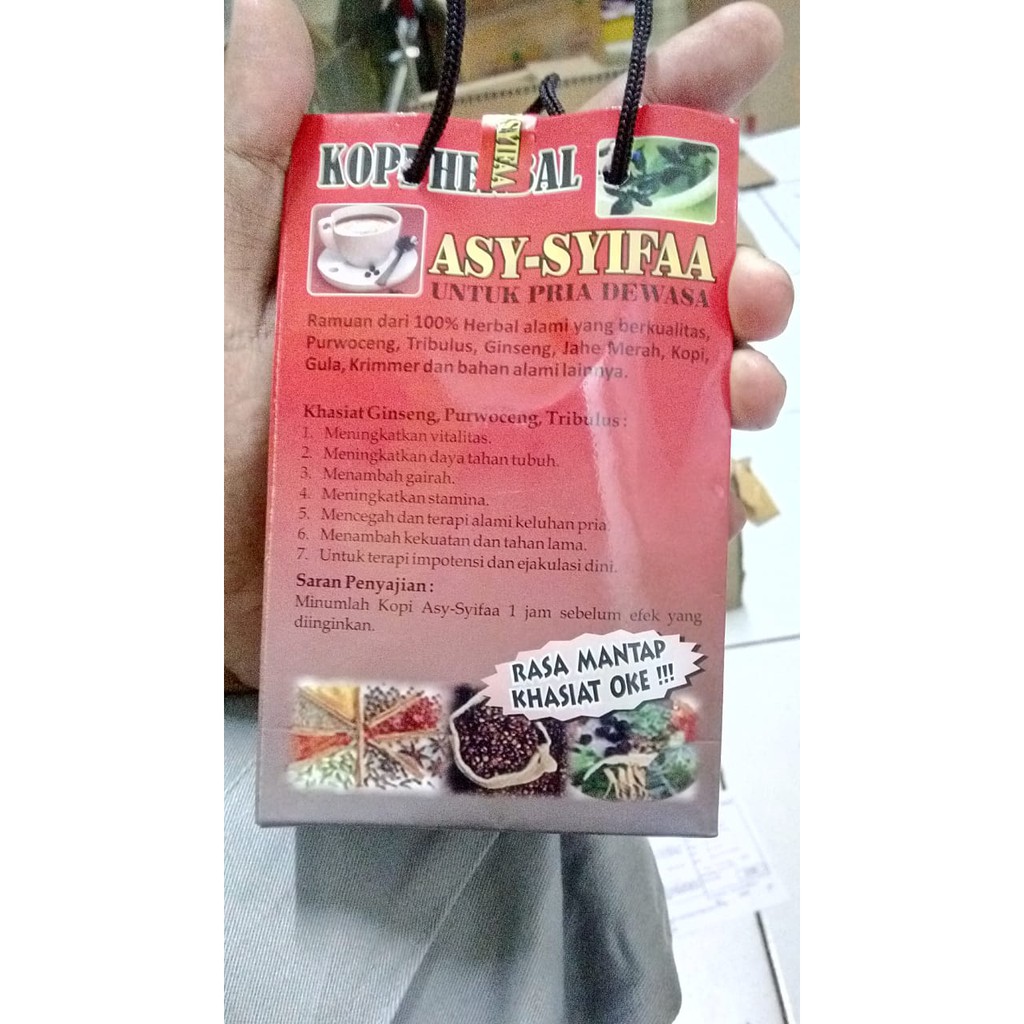 KOPI HERBAL
SYIFAA
ASY-SYIFAA
UNTUK PRIA DEWASA
Ramuan dari 100% Herbal alami yang berkualitas,
Purwoceng, Tribulus, Ginseng, Jahe Merah, Kopi,
Gula, Krimmer dan bahan alami lainnya.
Khasiat Ginseng, Purwoceng, Tribulus :
1. Meningkatkan vitalitas.
2. Meningkatkan daya tahan tubuh.
3. Menambah gairah.
4. Meningkatkan stamina.
5. Mencegah dan terapi alami keluhan pria.
6. Menambah kekuatan dan tahan lama.
7. Untuk terapi impotensi dan ejakulasi dini.
Saran Penyajian :
Minumlah Kopi Asy-Syifaa 1 jam sebelum efek yang
diinginkan.
RASA MANTAP
KHASIAT OKE !!!